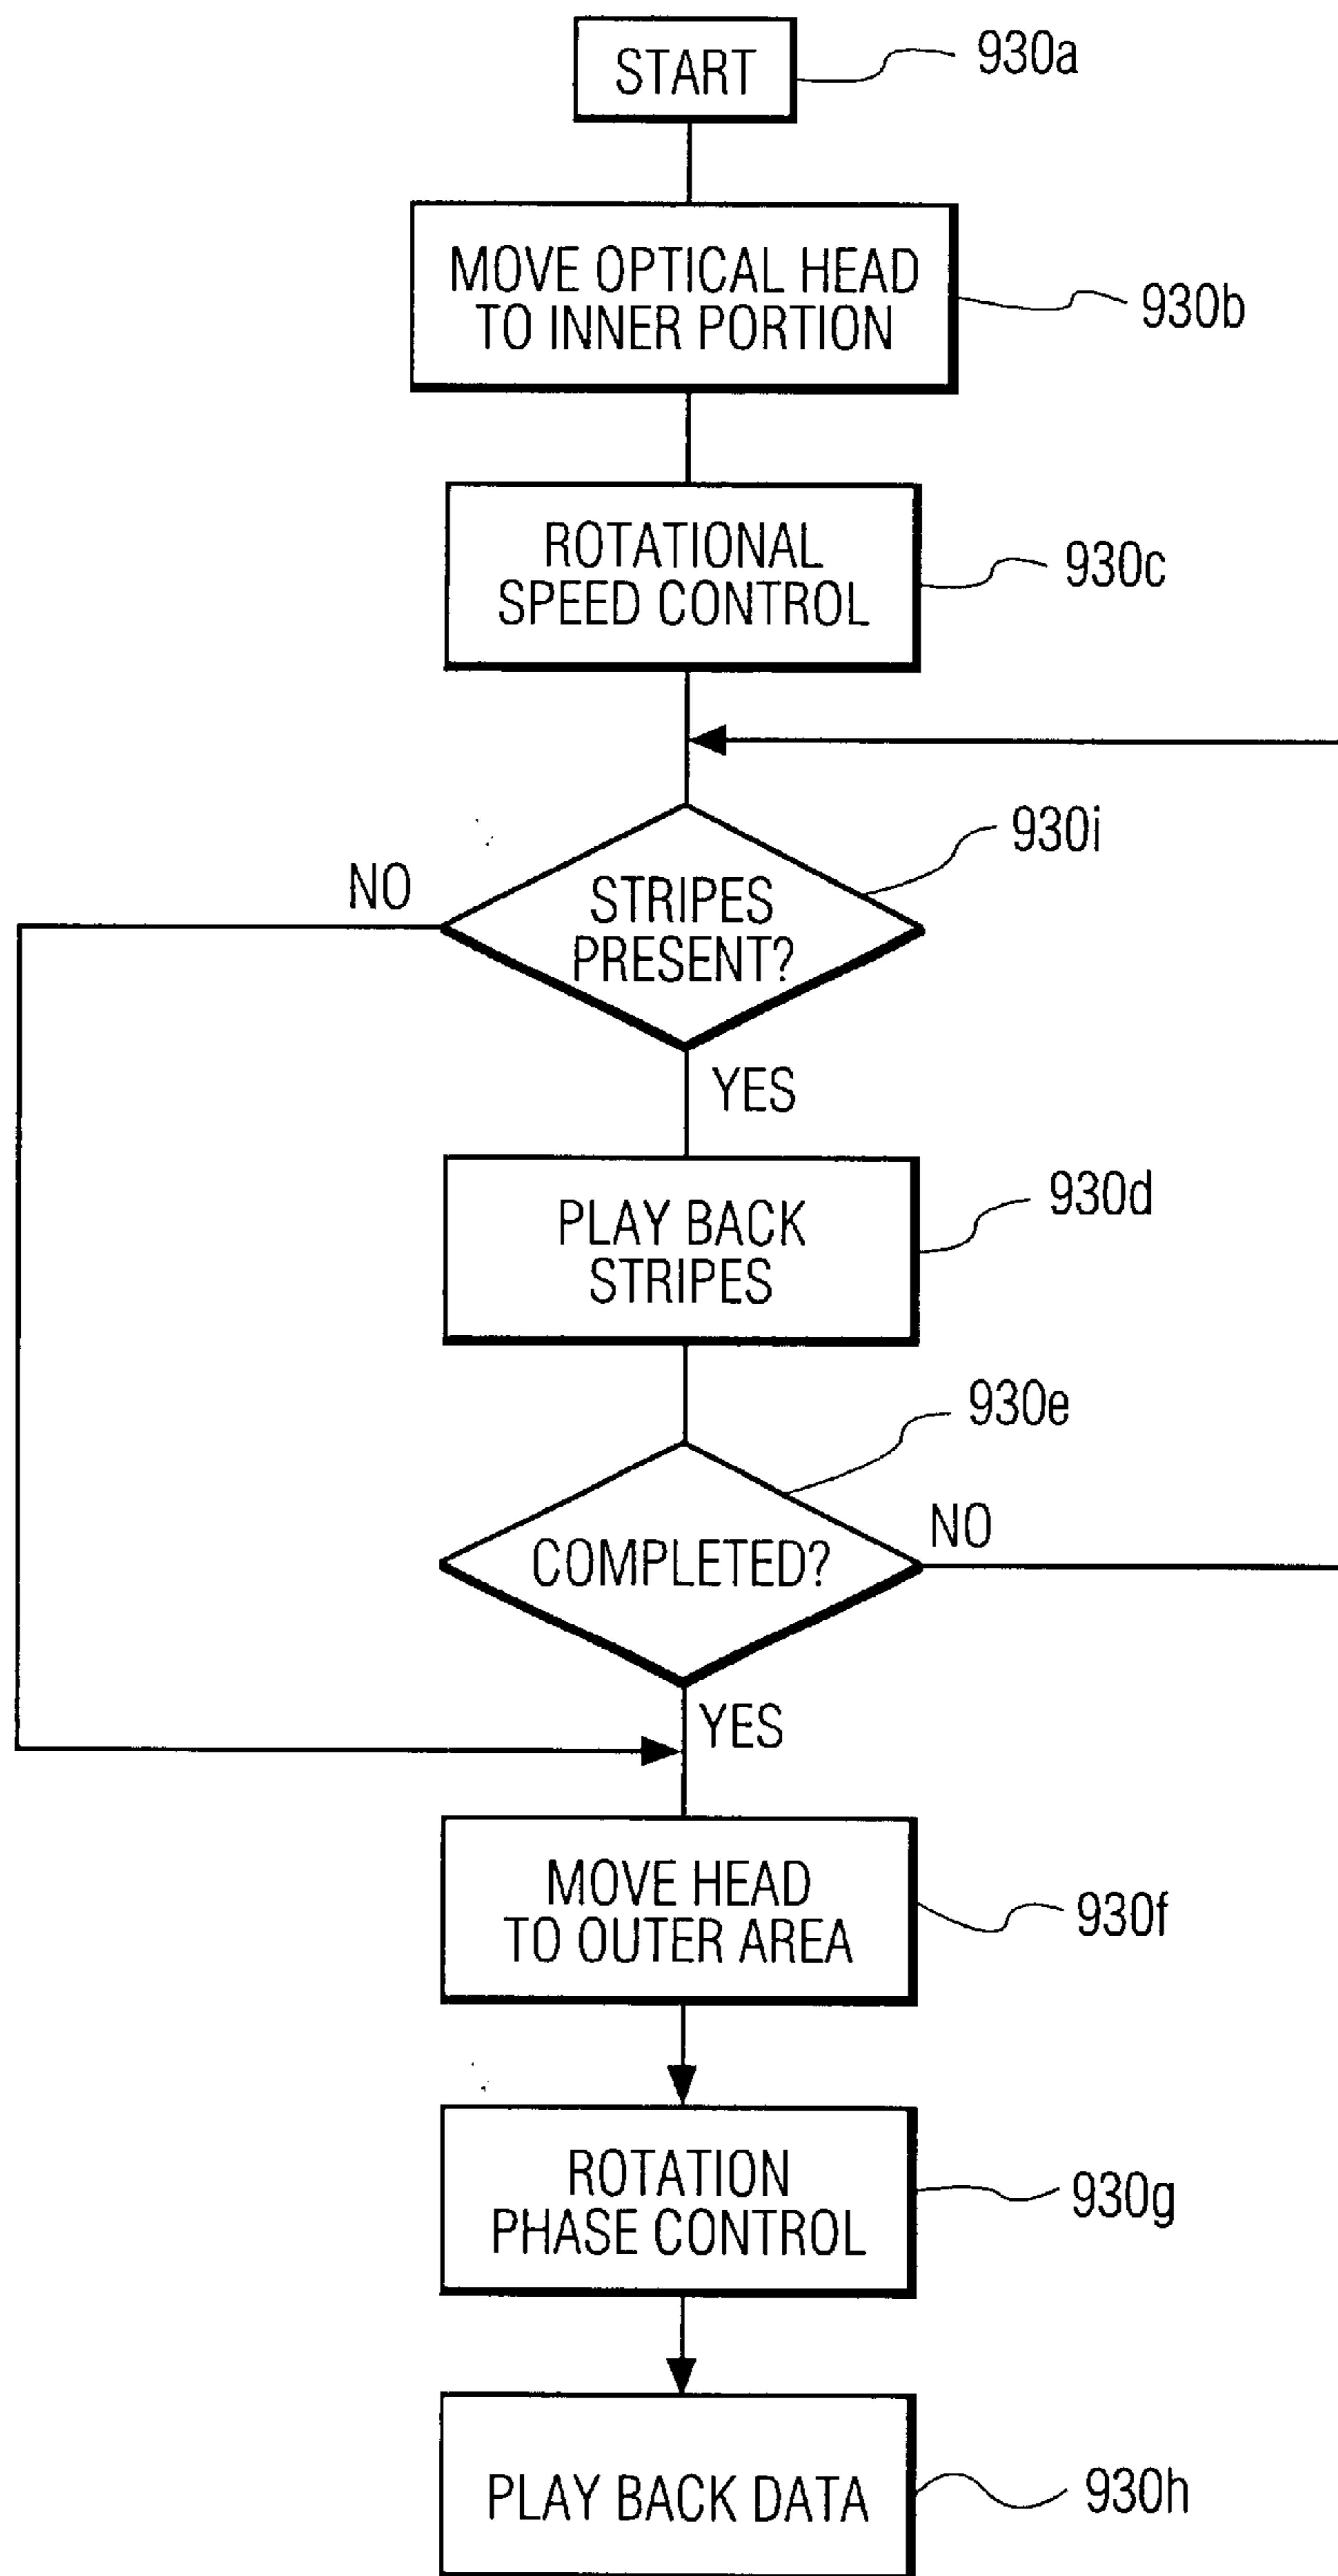 START
930a
MOVE OPTICAL HEAD
TO INNER PORTION
930b
ROTATIONAL
SPEED CONTROL
930c
930i
NO
STRIPES
PRESENT?
YES
PLAY BACK
STRIPES
930d
930e
NO
COMPLETED?
YES
MOVE HEAD
TO OUTER AREA
930f
ROTATION
PHASE CONTROL
930g
PLAY BACK DATA
930h